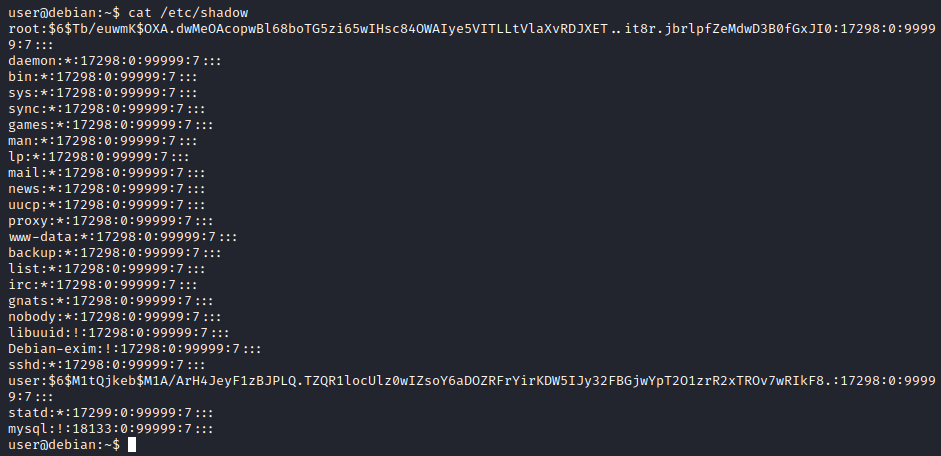 user@debian:~$ cat /etc/shadow
root:$6$Tb/euwmK$OXA.dwMeOAcopwBl68boTG5zi65wIHsc84OWAIye5VITLLtVlaXvRDJXET..it8r.jbrlpfZeMdwD3B0fGxJI0:17298:0:9999
9:7:::
daemon:*:17298:0:99999:7:::
bin:*:17298:0:99999:7:::
sys:*:17298:0:99999:7:::
sync:*:17298:0:99999:7:::
games:*:17298:0:99999:7:::
man:*:17298:0:99999:7:::
lp:*:17298:0:99999:7:::
mail:*:17298:0:99999:7:::
news:*:17298:0:99999:7:::
uucp:*:17298:0:99999:7:::
proxy:*:17298:0:99999:7:::
www-data:*:17298:0:99999:7:::
backup:*:17298:0:99999:7:::
list:*:17298:0:99999:7:::
irc:*:17298:0:99999:7:::
gnats:*:17298:0:99999:7:::
nobody:*:17298:0:99999:7:::
libuuid:!:17298:0:99999:7:::
Debian-exim:!:17298:0:99999:7:::
sshd:*:17298:0:99999:7:::
user:$6$M1tQjkeb$M1A/ArH4JeyF1zBJPLQ.TZQR1locUlz0wIZsoY6aDOZRFrYirKDW5IJy32FBGjwYpT2O1zrR2xTROv7wRIkF8.:17298:0:9999
9:7:::
statd:*:17299:0:99999:7:::
mysql:!:18133:0:99999:7:::
user@debian:~$